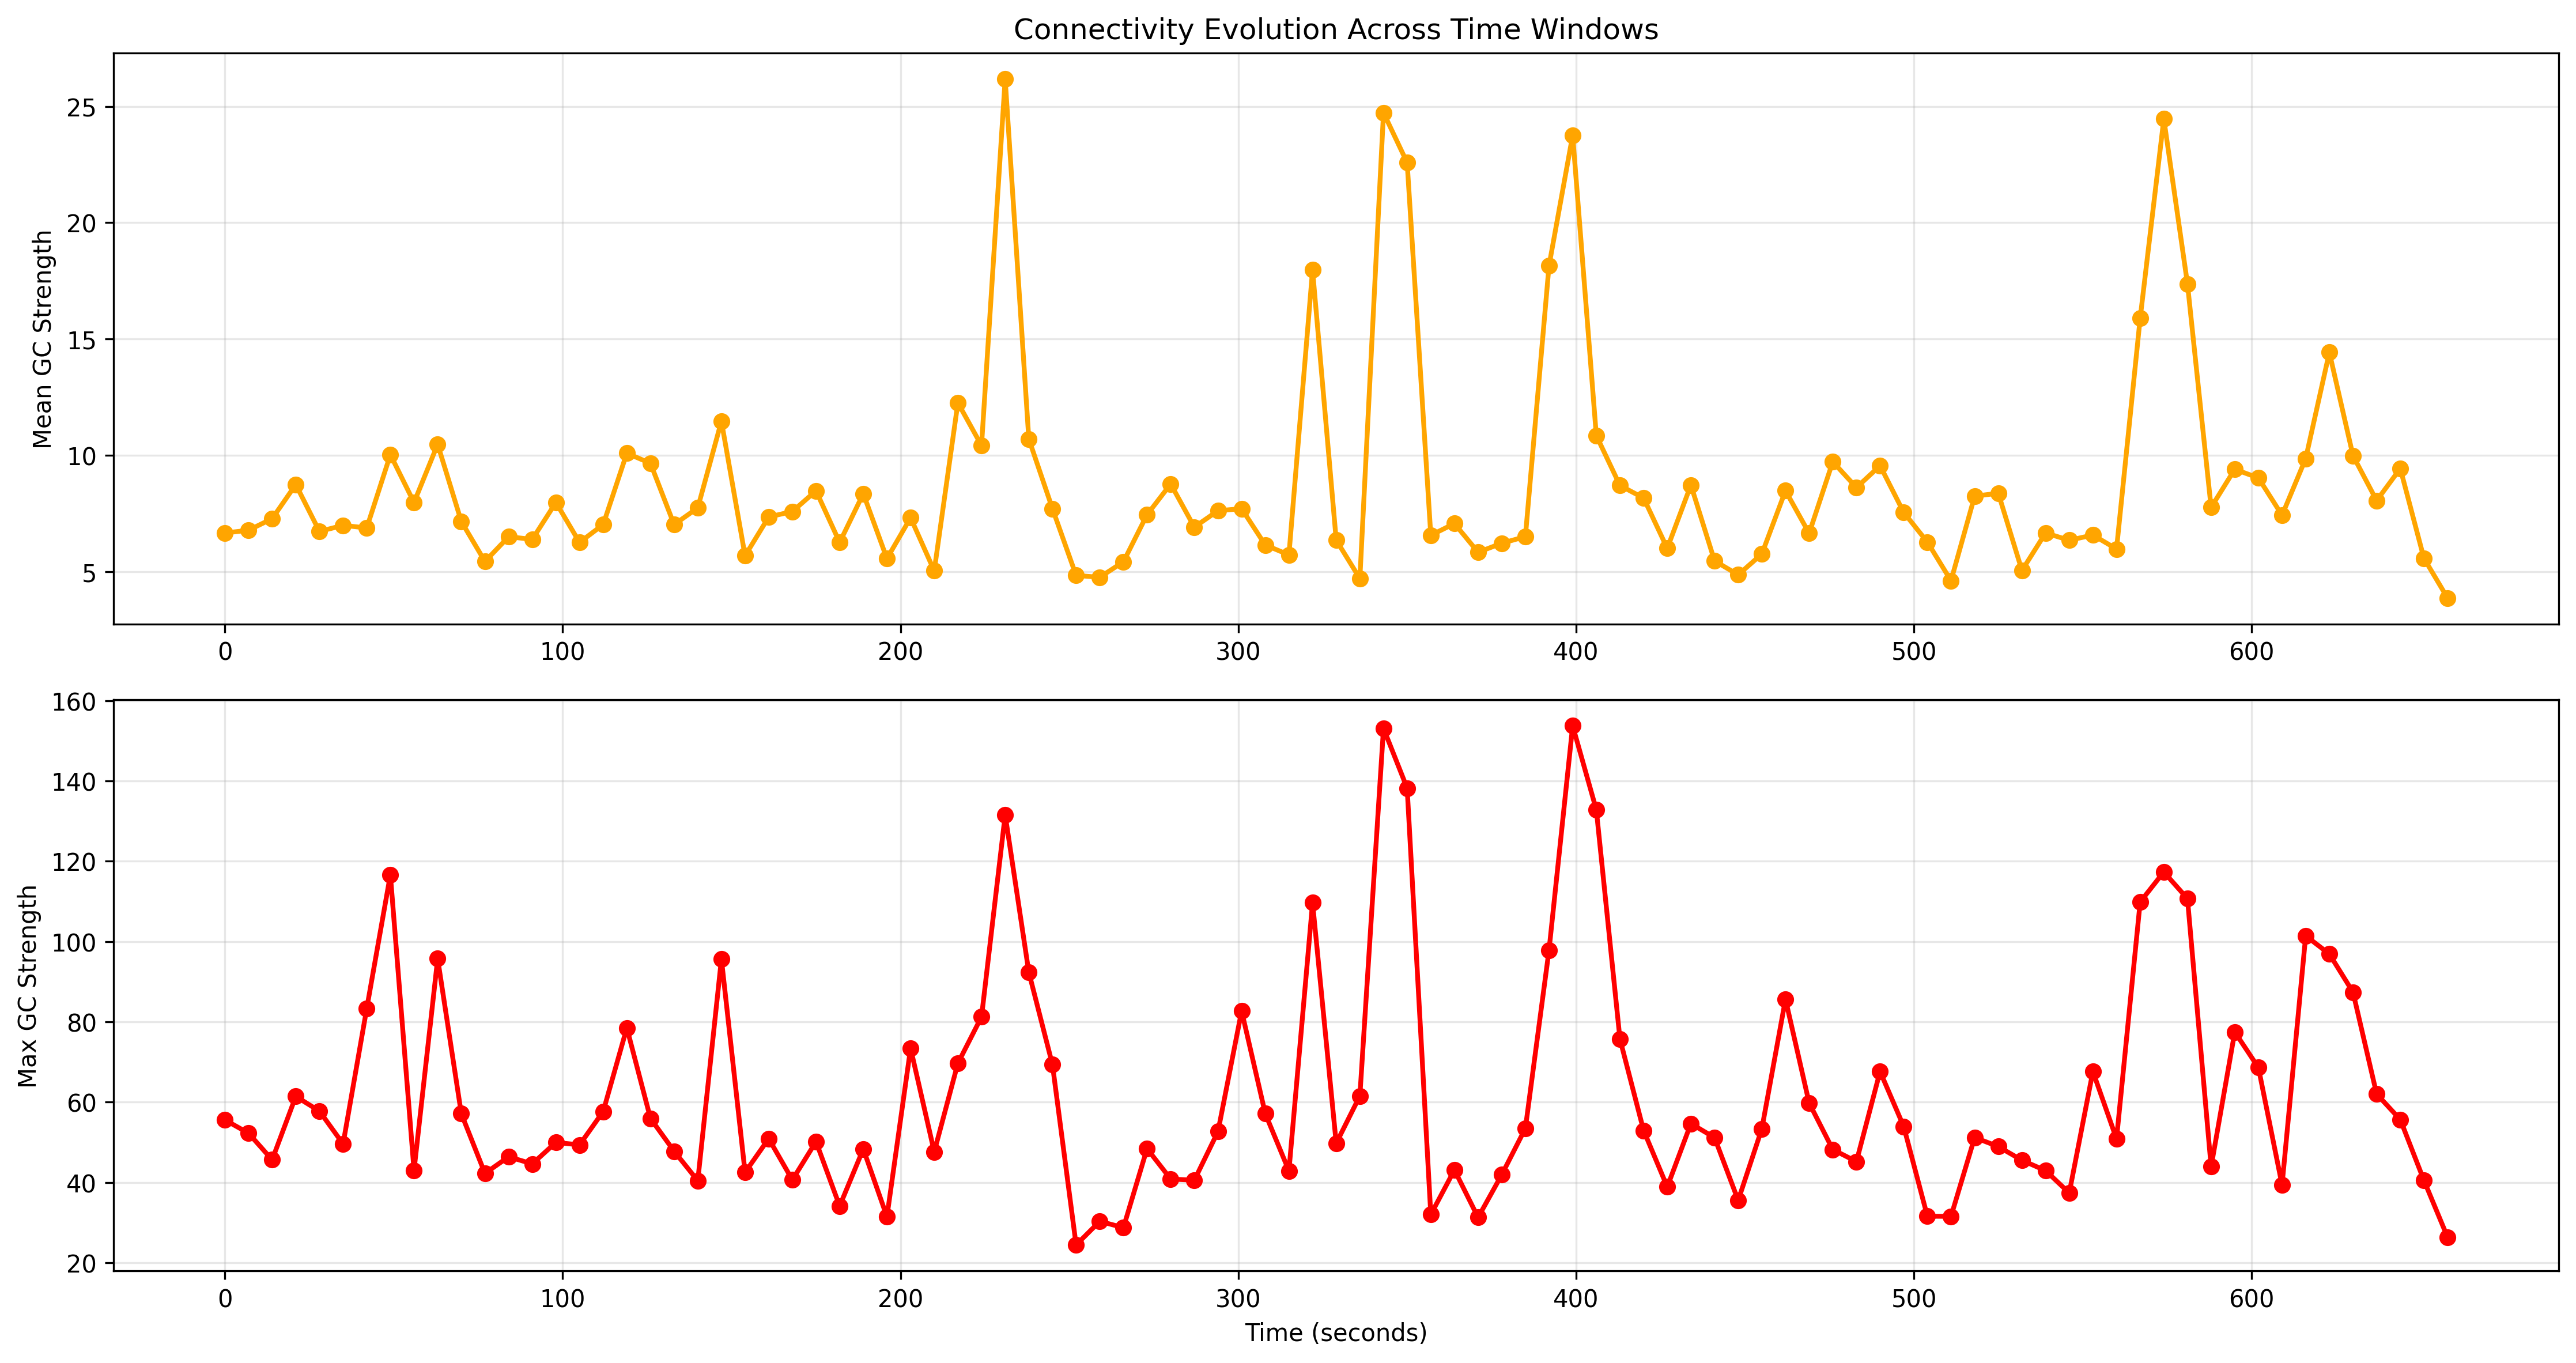 Connectivity Evolution Across Time Windows
Mean GC Strength
25
20
15
10
5
0 100 200 300 400 500 600
Max GC Strength
160
140
120
100
80
60
40
20
0 100 200 300 400 500 600
Time (seconds)